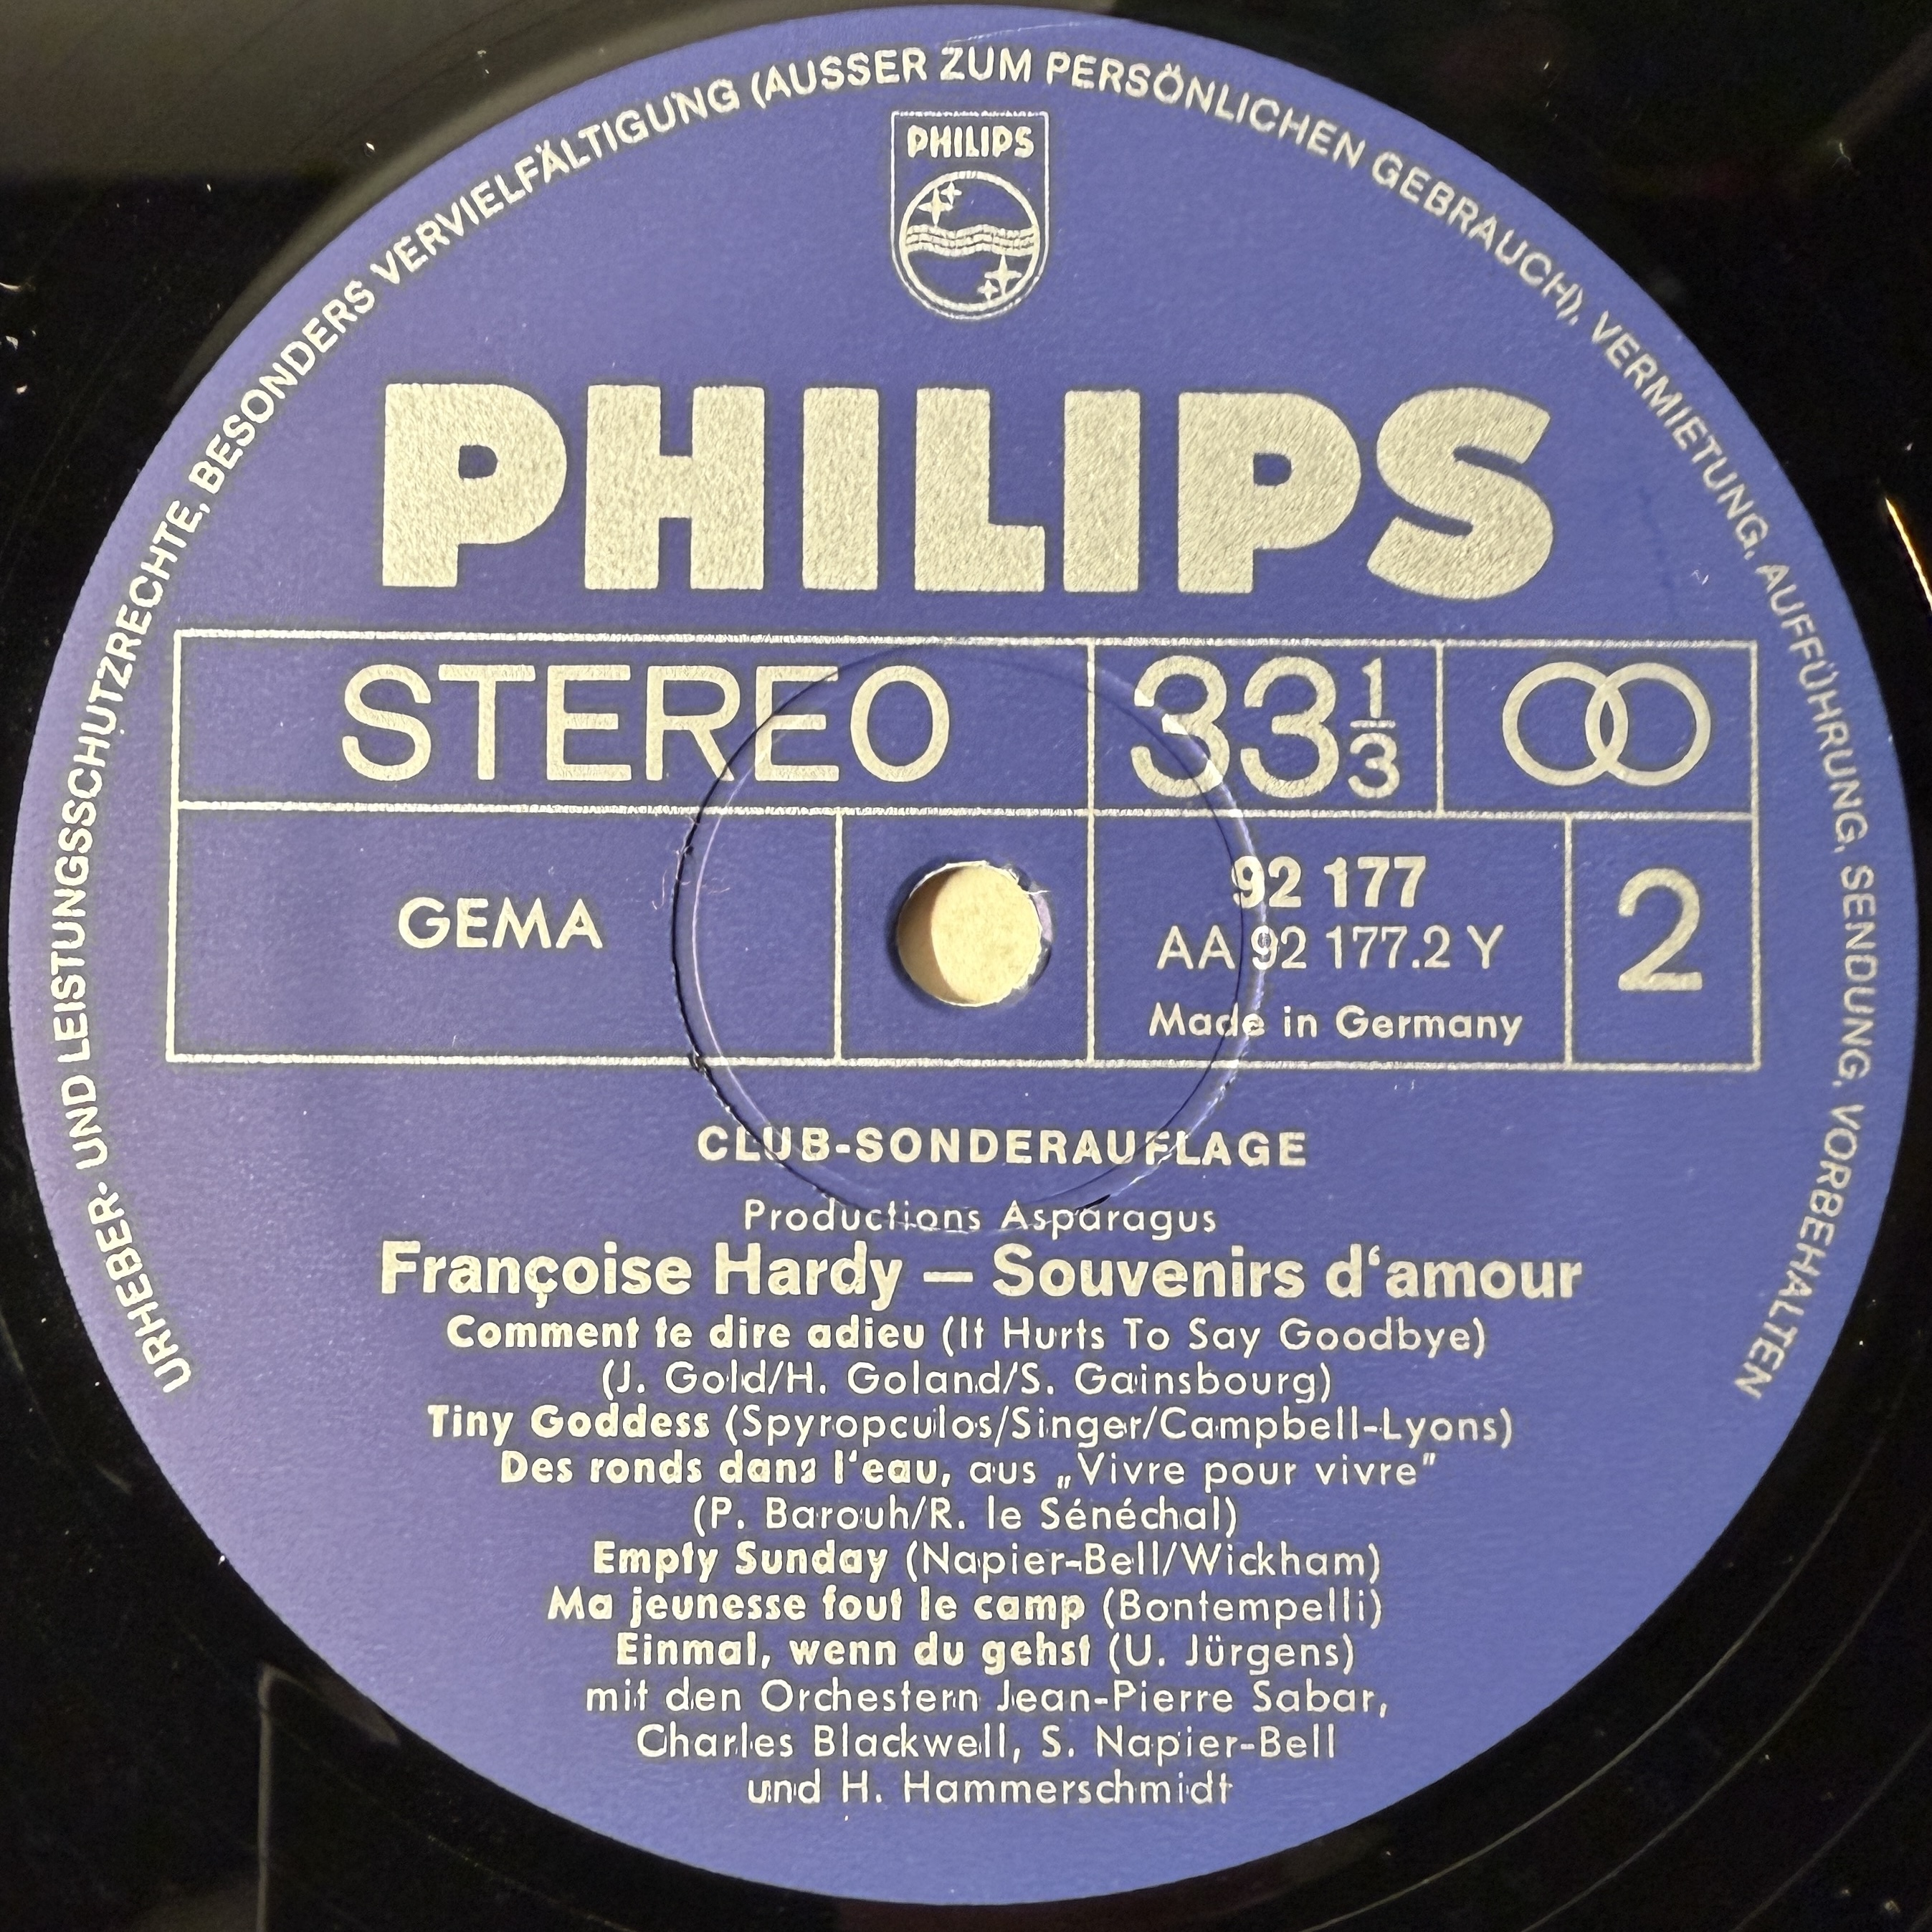 URHEBER- UND LEISTUNGSSCHUTZRECHTE, BESONDERS VERVIELFÄLTIGUNG (AUSSER ZUM PERSÖNLICHEN GEBRAUCH), VERMIETUNG, AUFFÜHRUNG, SENDUNG, VORBEHALTEN
PHILIPS
PHILIPS
STEREO
33 1/3
GEMA
92 177
AA 92 177.2 Y
Made in Germany
2
CLUB-SONDERAUFLAGE
Productions Asparagus
Françoise Hardy — Souvenirs d‘amour
Comment te dire adieu (It Hurts To Say Goodbye)
(J. Gold/H. Goland/S. Gainsbourg)
Tiny Goddess (Spyropculos/Singer/Campbell-Lyons)
Des ronds dans l‘eau, aus „Vivre pour vivre"
(P. Barouh/R. le Sénéchal)
Empty Sunday (Napier-Bell/Wickham)
Ma jeunesse fout le camp (Bontempelli)
Einmal, wenn du gehst (U. Jürgens)
mit den Orchestern Jean-Pierre Sabar,
Charles Blackwell, S. Napier-Bell
und H. Hammerschmidt